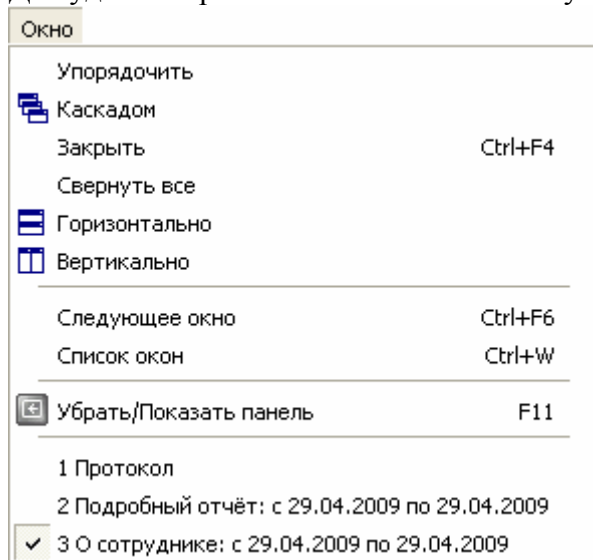 Окно
Упорядочить
Каскадом
Закрыть Ctrl+F4
Свернуть все
Горизонтально
Вертикально
Следующее окно Ctrl+F6
Список окон Ctrl+W
Убрать/Показать панель F11
1 Протокол
2 Подробный отчёт: с 29.04.2009 по 29.04.2009
3 О сотруднике: с 29.04.2009 по 29.04.2009